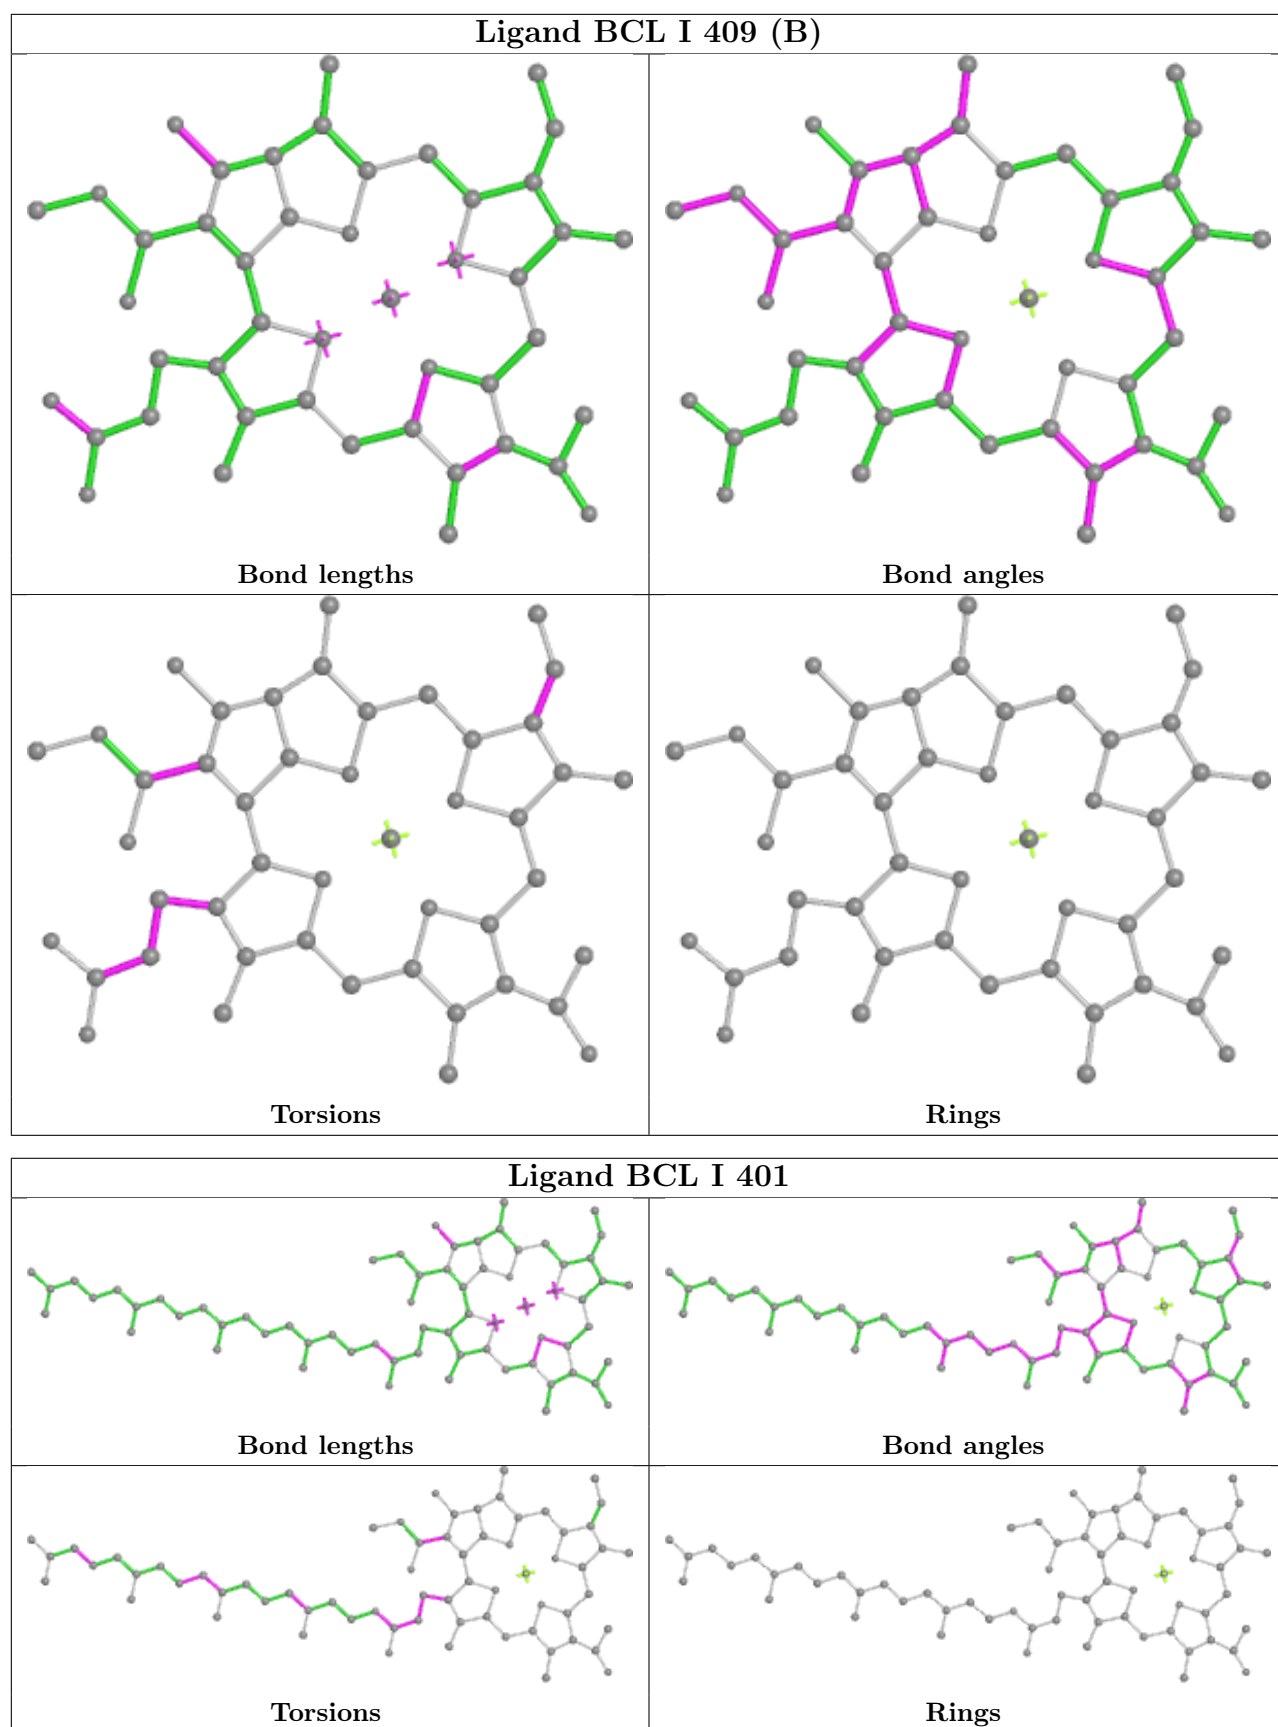 Ligand BCL I 409 (B)
Bond lengths
Bond angles
Torsions
Rings
Ligand BCL I 401
Bond lengths
Bond angles
Torsions
Rings